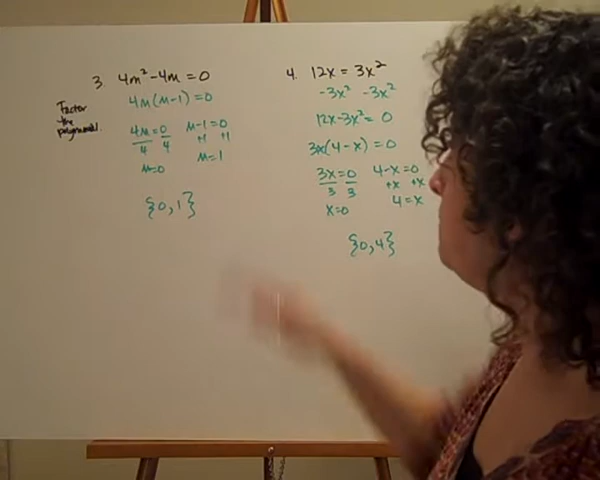 3. 4m² - 4m = 0
Factor
the
polynomial.
4m(m-1) = 0
4m = 0 m-1 = 0
4 4 +1 +1
m = 0 m = 1
{0, 1}
4. 12x = 3x²
-3x² -3x²
12x - 3x² = 0
3x(4 - x) = 0
3x = 0 4 - x = 0
3 3 +x +x
x = 0 4 = x
{0, 4}